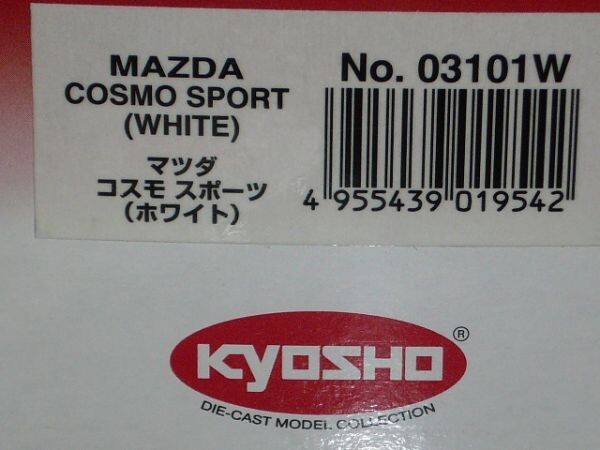 MAZDA
COSMO SPORT
(WHITE)
マツダ
コスモ スポーツ
(ホワイト)
No. 03101W
4 955439 019542
KYOSHO ®
DIE-CAST MODEL COLLECTION